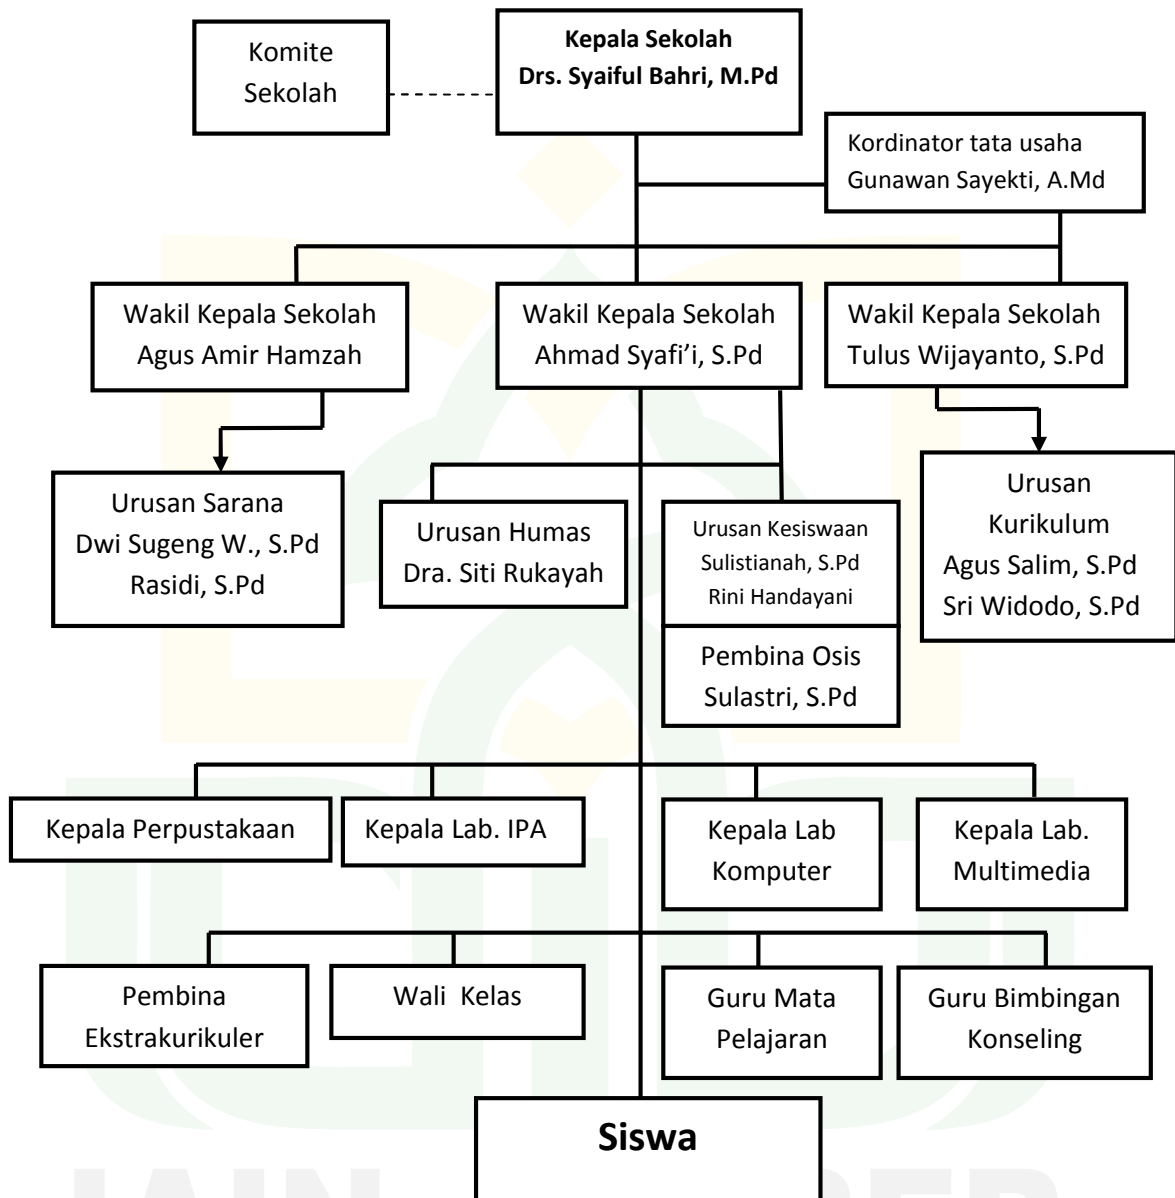 Komite
Sekolah
Kepala Sekolah
Drs. Syaiful Bahri, M.Pd
Kordinator tata usaha
Gunawan Sayekti, A.Md
Wakil Kepala Sekolah
Agus Amir Hamzah
Wakil Kepala Sekolah
Ahmad Syafi’i, S.Pd
Wakil Kepala Sekolah
Tulus Wijayanto, S.Pd
Urusan Sarana
Dwi Sugeng W., S.Pd
Rasidi, S.Pd
Urusan Humas
Dra. Siti Rukayah
Urusan Kesiswaan
Sulistianah, S.Pd
Rini Handayani
Urusan
Kurikulum
Agus Salim, S.Pd
Sri Widodo, S.Pd
Pembina Osis
Sulastri, S.Pd
Kepala Perpustakaan
Kepala Lab. IPA
Kepala Lab
Komputer
Kepala Lab.
Multimedia
Pembina
Ekstrakurikuler
Wali Kelas
Guru Mata
Pelajaran
Guru Bimbingan
Konseling
Siswa